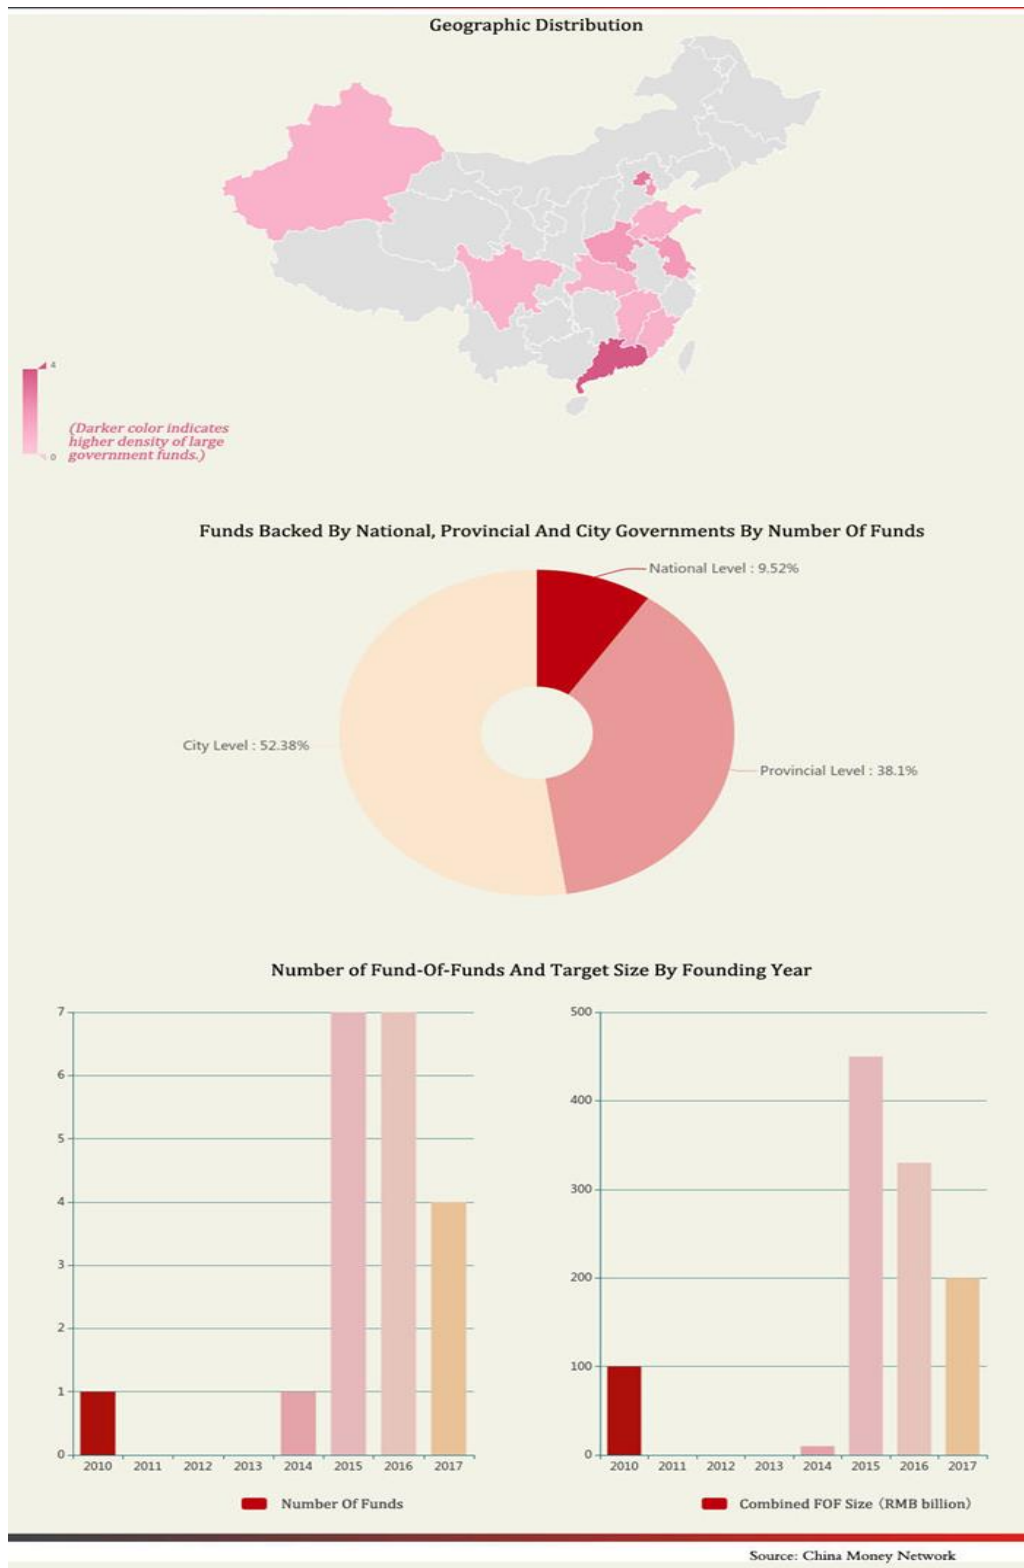 Geographic Distribution
4
0
(Darker color indicates
higher density of large
government funds.)
Funds Backed By National, Provincial And City Governments By Number Of Funds
National Level : 9.52%
City Level : 52.38%
Provincial Level : 38.1%
Number of Fund-Of-Funds And Target Size By Founding Year
7
6
5
4
3
2
1
0
2010 2011 2012 2013 2014 2015 2016 2017
Number Of Funds
500
400
300
200
100
0
2010 2011 2012 2013 2014 2015 2016 2017
Combined FOF Size (RMB billion)
Source: China Money Network